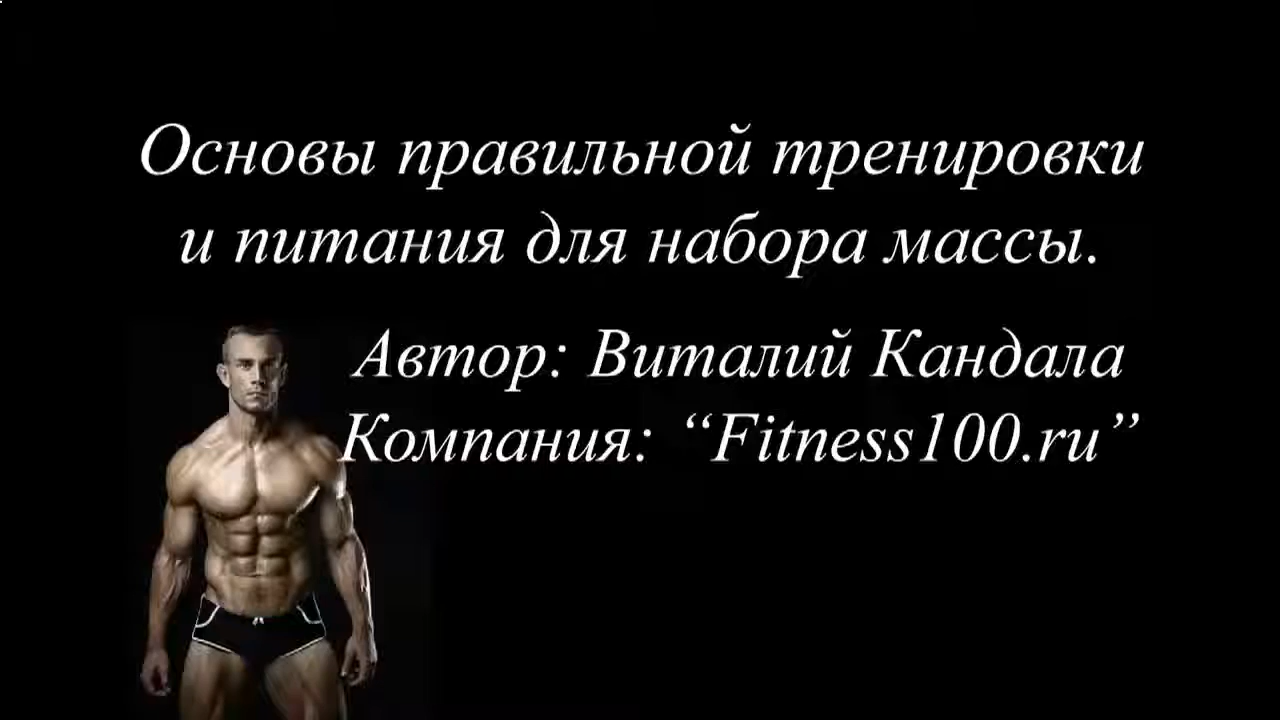 Основы правильной тренировки
и питания для набора массы.
Автор: Виталий Кандала
Компания: “Fitness100.ru”